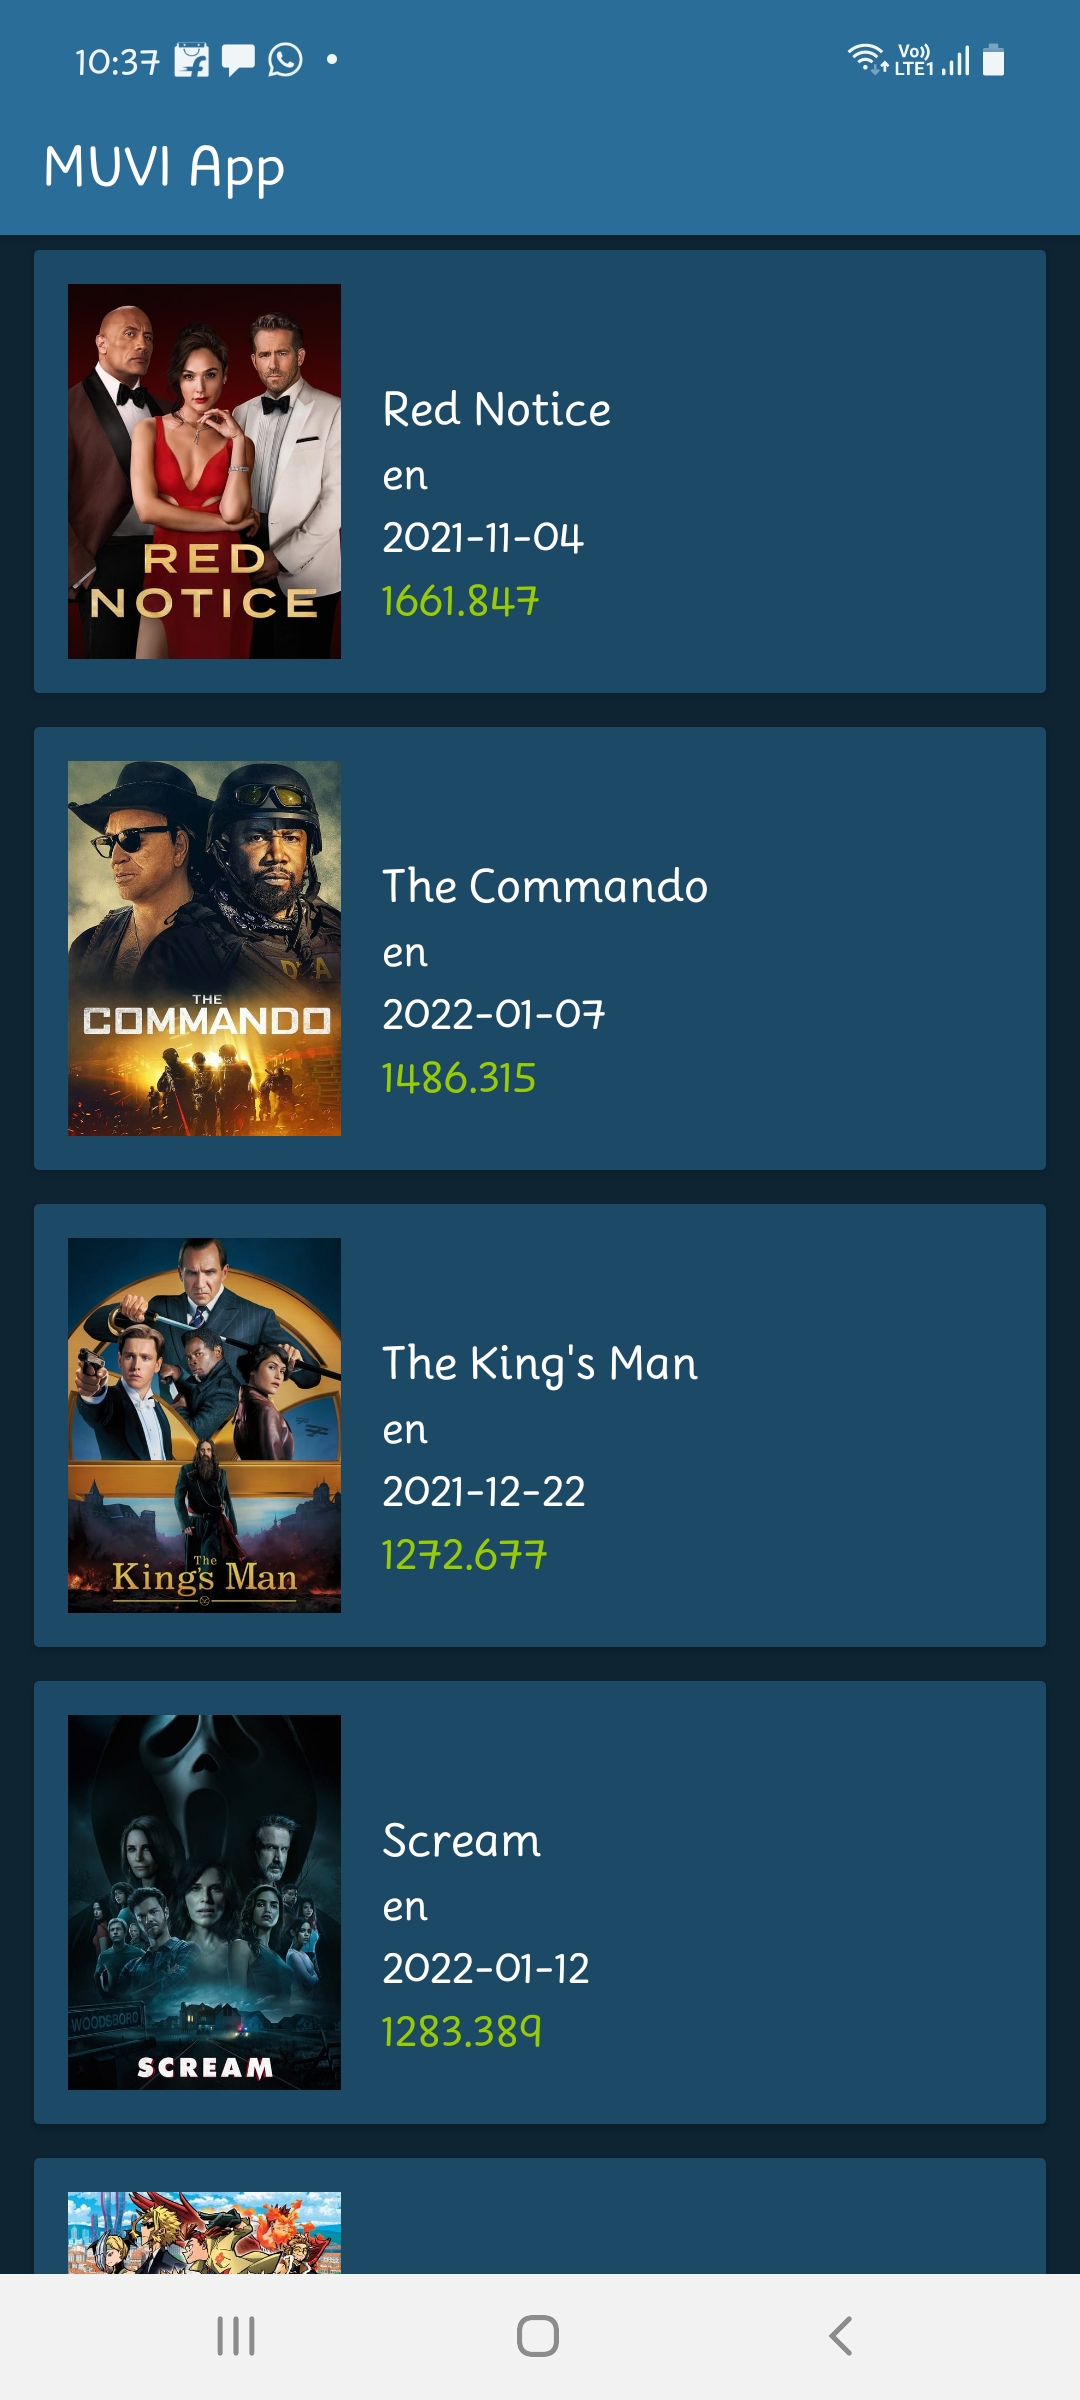 10:37
Vo))
LTE1
MUVI App
RED
NOTICE
Red Notice
en
2021-11-04
1661.847
THE
COMMANDO
The Commando
en
2022-01-07
1486.315
The
King's Man
The King's Man
en
2021-12-22
1272.677
WOODSBORO
SCREAM
Scream
en
2022-01-12
1283.389